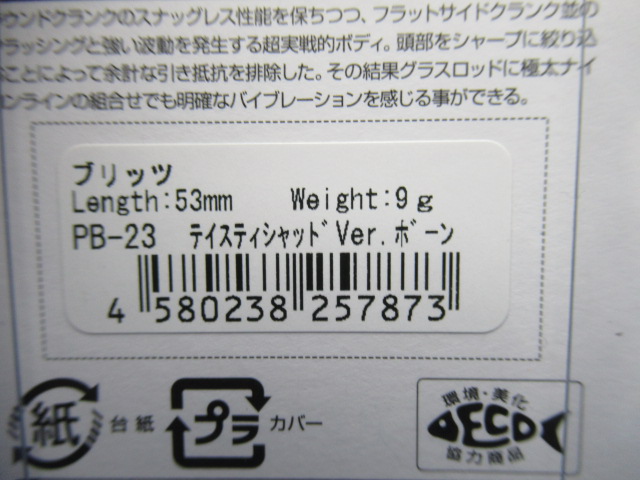 ウンドクランクのスナッグレス性能を保ちつつ、フラットサイドクランク並の
ラッシングと強い波動を発生する超実戦的ボディ。頭部をシャープに絞り込
ことによって余計な引き抵抗を排除した。その結果グラスロッドに極太ナイ
ンラインの組合せでも明確なバイブレーションを感じる事ができる。
ブリッツ
Length:53mm Weight:9g
PB-23 ﾃｲｽﾃｨｼｬｯﾄﾞVer.ﾎﾞｰﾝ
4 580238 257873
紙 台紙 プラ カバー
環境・美化
ECO
協力商品